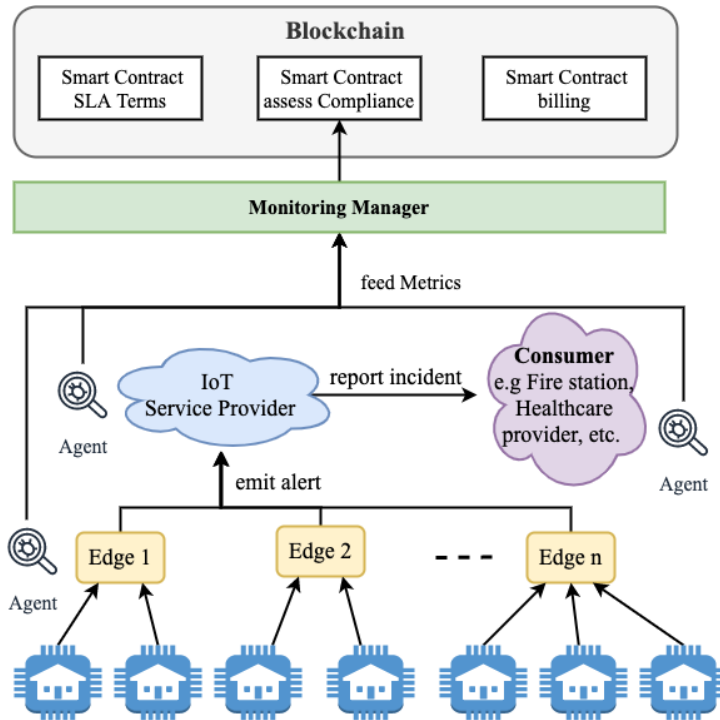 Blockchain
Smart Contract
SLA Terms
Smart Contract
assess Compliance
Smart Contract
billing
Monitoring Manager
feed Metrics
IoT
Service Provider
report incident
Consumer
e.g Fire station,
Healthcare
provider, etc.
Agent
Agent
emit alert
Edge 1
Edge 2
Edge n
Agent